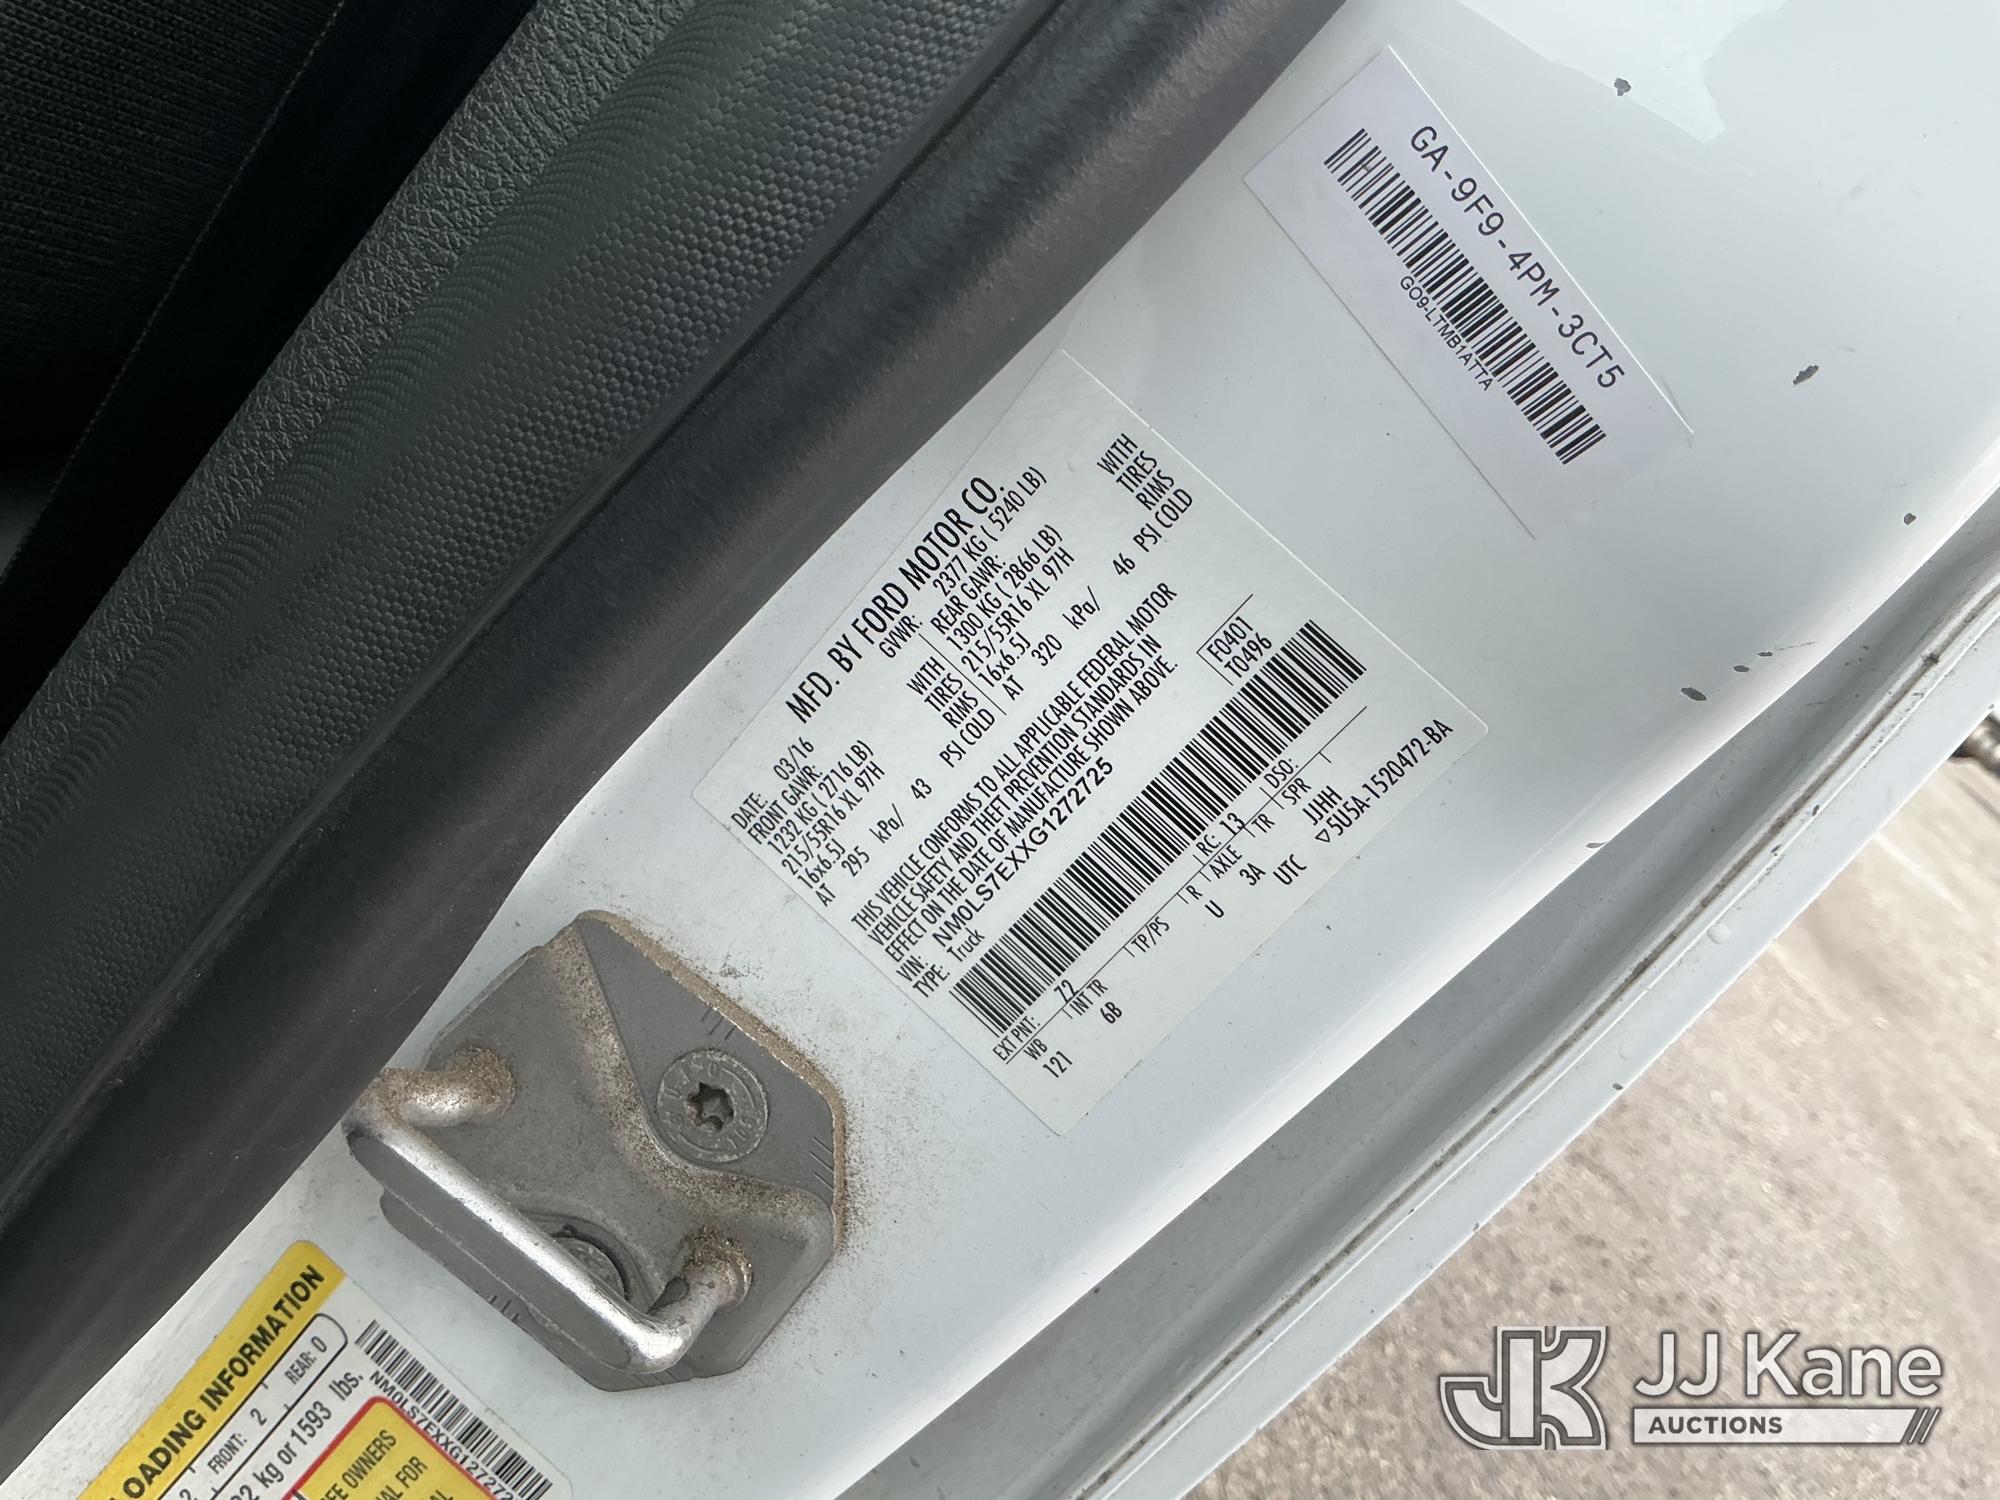 GA-9F9-4PM-3CT5
GO9-LTMB1ATTA
MFD. BY FORD MOTOR CO.
DATE: 03/16 GVWR: 2377 KG ( 5240 LB)
FRONT GAWR: REAR GAWR:
1232 KG ( 2716 LB) WITH 1300 KG ( 2866 LB) WITH
215/55R16 XL 97H TIRES 215/55R16 XL 97H TIRES
16x6.5J RIMS 16x6.5J RIMS
AT 295 kPa/ 43 PSI COLD AT 320 kPa/ 46 PSI COLD
THIS VEHICLE CONFORMS TO ALL APPLICABLE FEDERAL MOTOR
VEHICLE SAFETY AND THEFT PREVENTION STANDARDS IN
EFFECT ON THE DATE OF MANUFACTURE SHOWN ABOVE.
VIN: NM0LS7EXXG1272725 F0401
TYPE: Truck T0496
EXT PNT: 72 RC: 13 DSO:
WB INT TR TP/PS R AXLE TR SPR
121 6B U 3A JJHH
UTC ▽5U5A-1520472-BA
LOADING INFORMATION
2 FRONT: 2 REAR: 0
kg or 1593 lbs.
OWNERS
FOR
JJ Kane
AUCTIONS